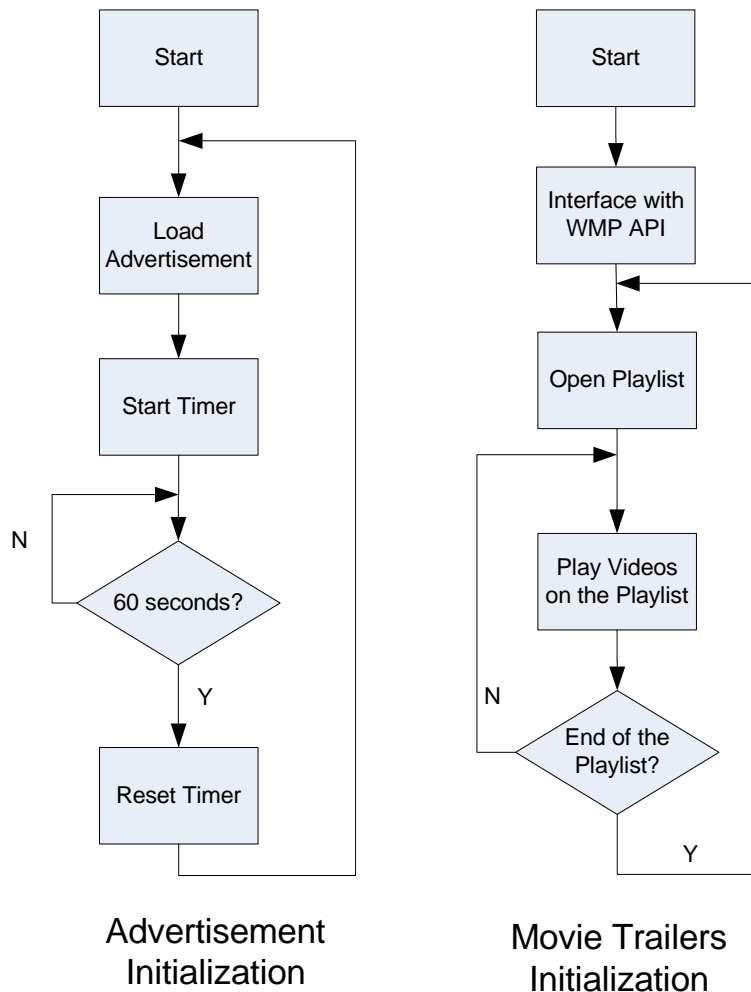 Start
Load
Advertisement
Start Timer
N
60 seconds?
Y
Reset Timer
Advertisement
Initialization
Start
Interface with
WMP API
Open Playlist
Play Videos
on the Playlist
N
End of the
Playlist?
Y
Movie Trailers
Initialization